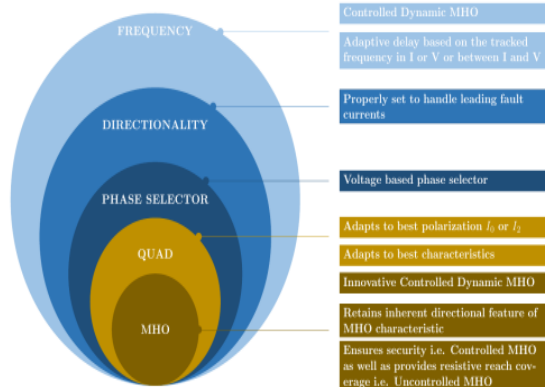 FREQUENCY
DIRECTIONALITY
PHASE SELECTOR
QUAD
MHO
Controlled Dynamic MHO
Adaptive delay based on the tracked
frequency in I or V or between I and V
Properly set to handle leading fault
currents
Voltage based phase selector
Adapts to best polarization I₀ or I₂
Adapts to best characteristics
Innovative Controlled Dynamic MHO
Retains inherent directional feature of
MHO characteristic
Ensures security i.e. Controlled MHO
as well as provides resistive reach cov-
erage i.e. Uncontrolled MHO